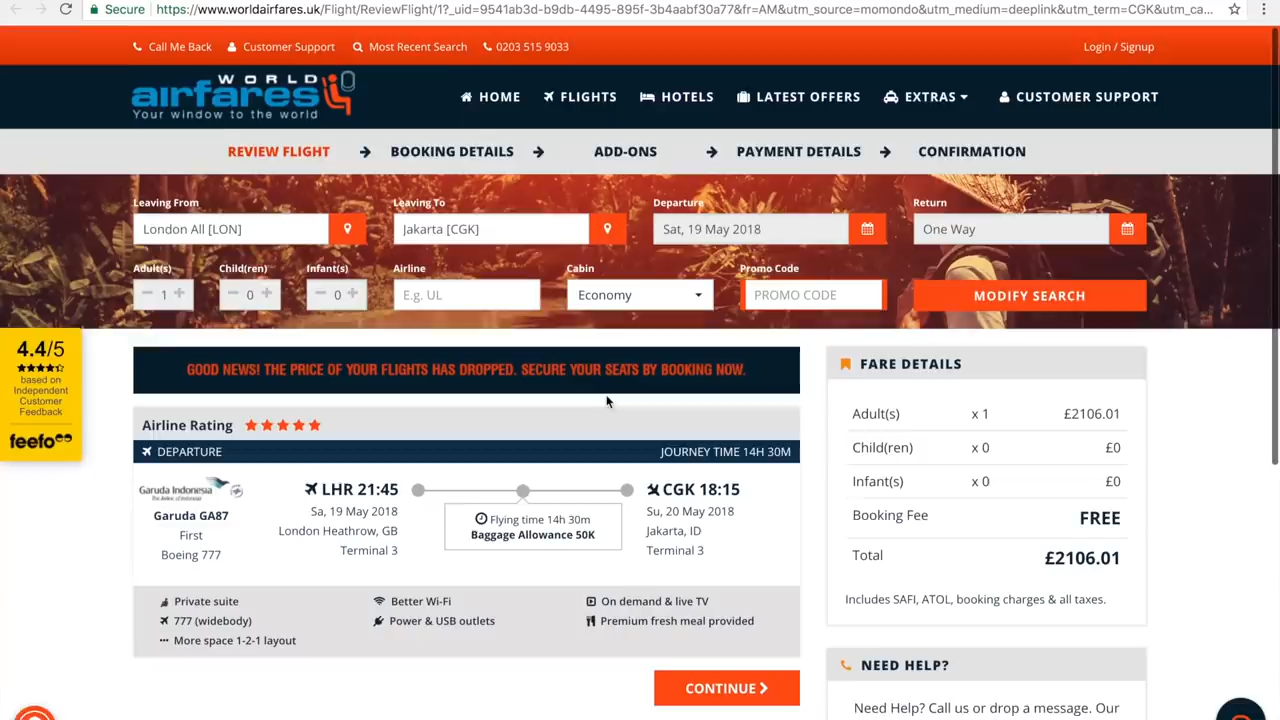 Secure https://www.worldairfares.uk/Flight/ReviewFlight/1?_uid=9541ab3d-b9db-4495-895f-3b4aabf30a77&fr=AM&utm_source=momondo&utm_medium=deeplink&utm_term=CGK&utm_ca...
Call Me Back Customer Support Most Recent Search 0203 515 9033 Login / Signup
WORLD
airfares
Your window to the world
HOME FLIGHTS HOTELS LATEST OFFERS EXTRAS CUSTOMER SUPPORT
REVIEW FLIGHT BOOKING DETAILS ADD-ONS PAYMENT DETAILS CONFIRMATION
Leaving From Leaving To Departure Return
London All [LON] Jakarta [CGK] Sat, 19 May 2018 One Way
Adult(s) Child(ren) Infant(s) Airline Cabin Promo Code
1 0 0 E.g. UL Economy PROMO CODE MODIFY SEARCH
4.4/5
based on
Independent
Customer
Feedback
feefo
GOOD NEWS! THE PRICE OF YOUR FLIGHTS HAS DROPPED. SECURE YOUR SEATS BY BOOKING NOW.
Airline Rating
DEPARTURE JOURNEY TIME 14H 30M
Garuda Indonesia
The Airline of Indonesia
Garuda GA87
First
Boeing 777
LHR 21:45
Sa, 19 May 2018
London Heathrow, GB
Terminal 3
Flying time 14h 30m
Baggage Allowance 50K
CGK 18:15
Su, 20 May 2018
Jakarta, ID
Terminal 3
Private suite Better Wi-Fi On demand & live TV
777 (widebody) Power & USB outlets Premium fresh meal provided
More space 1-2-1 layout
CONTINUE
FARE DETAILS
Adult(s) x 1 £2106.01
Child(ren) x 0 £0
Infant(s) x 0 £0
Booking Fee FREE
Total £2106.01
Includes SAFI, ATOL, booking charges & all taxes.
NEED HELP?
Need Help? Call us or drop a message. Our